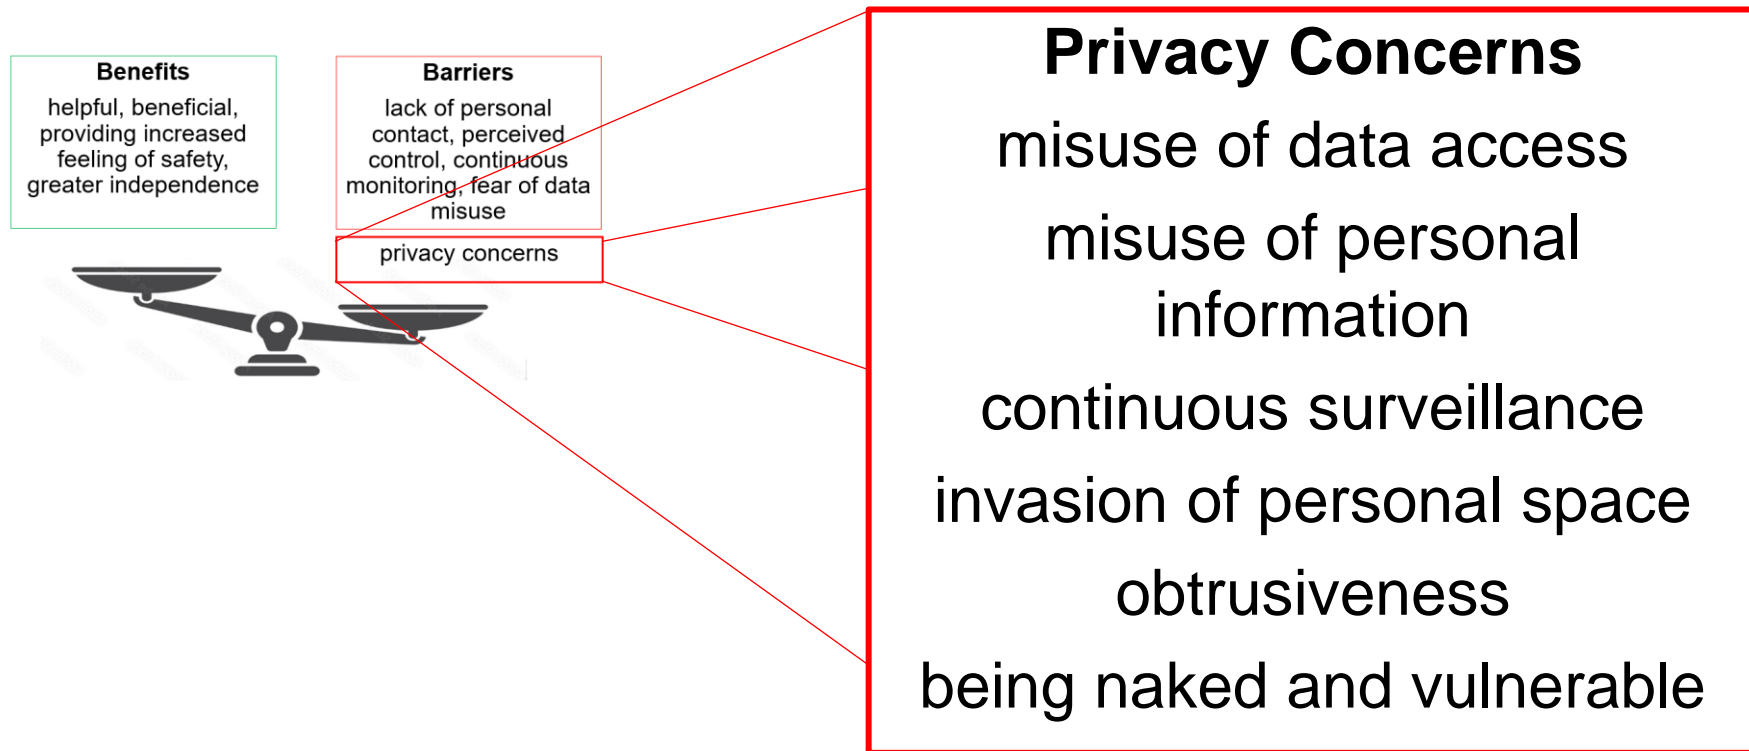 Benefits
helpful, beneficial,
providing increased
feeling of safety,
greater independence
Barriers
lack of personal
contact, perceived
control, continuous
monitoring, fear of data
misuse
privacy concerns
Privacy Concerns
misuse of data access
misuse of personal
information
continuous surveillance
invasion of personal space
obtrusiveness
being naked and vulnerable